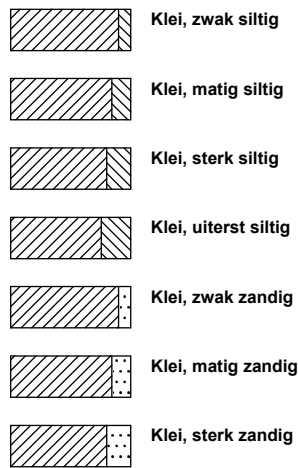 Klei, zwak siltig
Klei, matig siltig
Klei, sterk siltig
Klei, uiterst siltig
Klei, zwak zandig
Klei, matig zandig
Klei, sterk zandig